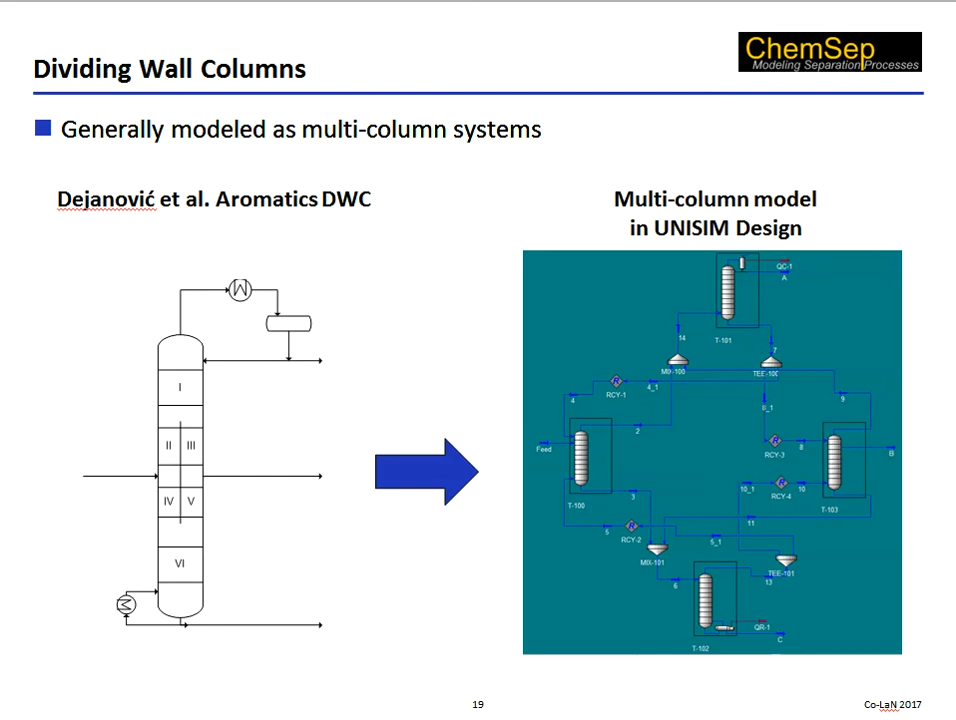 ChemSep
Modeling Separation Processes
Dividing Wall Columns
Generally modeled as multi-column systems
Dejanović et al. Aromatics DWC
Multi-column model
in UNISIM Design
I
II
III
IV
V
VI
QC-1
A
T-101
14
7
MIX-100
TEE-100
RCY-1
4_1
4
9
8_1
2
Feed
RCY-3
8
B
T-100
3
10_1
10
RCY-4
T-103
11
5
RCY-2
5_1
MIX-101
TEE-101
13
6
QR-1
C
T-102
19
Co-LaN 2017